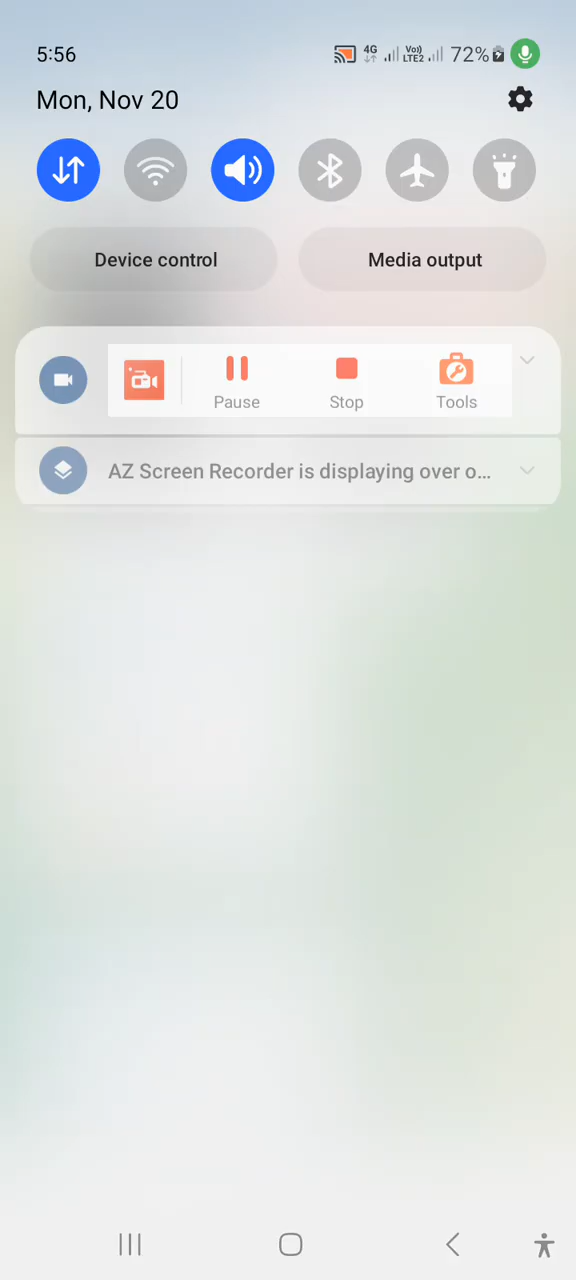 5:56 4G Vo) LTE2 72%
Mon, Nov 20
Device control Media output
Pause Stop Tools
AZ Screen Recorder is displaying over o...